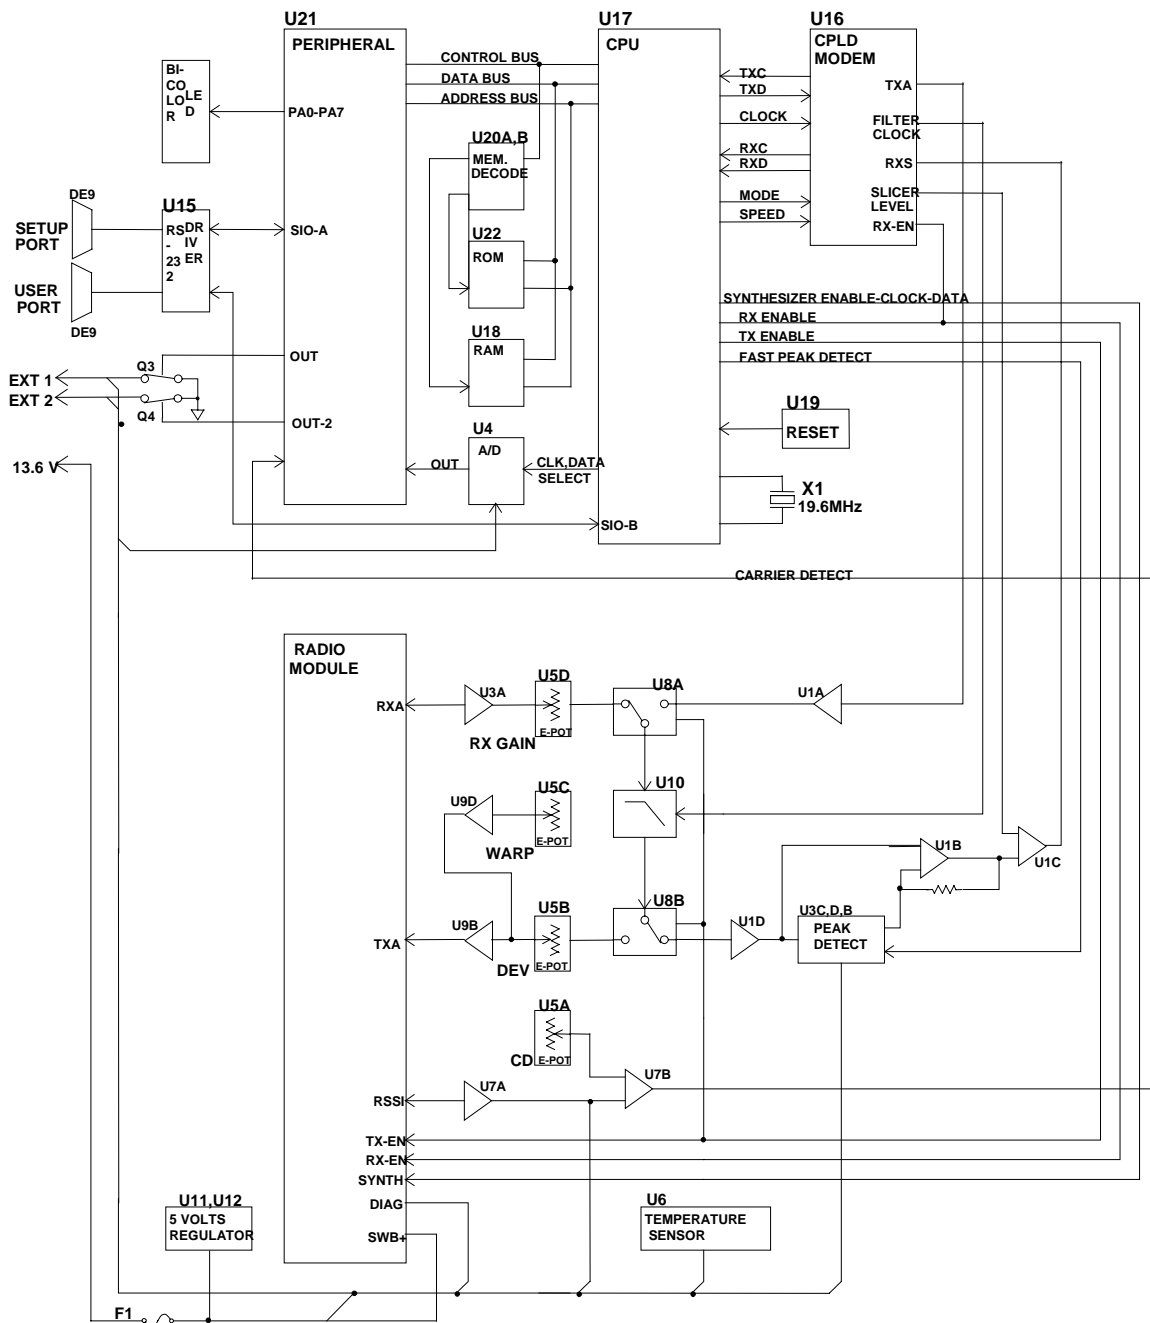 U21
U17
U16
PERIPHERAL
CPU
CPLD
MODEM
CONTROL BUS
DATA BUS
ADDRESS BUS
BI-
CO
LO
R
LE
D
PA0-PA7
TXC
TXD
CLOCK
RXC
RXD
MODE
SPEED
TXA
FILTER
CLOCK
RXS
SLICER
LEVEL
RX-EN
U20A,B
MEM.
DECODE
DE9
SETUP
PORT
U15
RS
-
23
2
DR
IV
ER
SIO-A
U22
ROM
USER
PORT
DE9
SYNTHESIZER ENABLE-CLOCK-DATA
RX ENABLE
TX ENABLE
FAST PEAK DETECT
U18
RAM
OUT
Q3
EXT 1
EXT 2
Q4
OUT-2
U19
RESET
U4
A/D
OUT
CLK,DATA
SELECT
13.6 V
X1
19.6MHz
SIO-B
CARRIER DETECT
RADIO
MODULE
RXA
U3A
U5D
E-POT
RX GAIN
U8A
U1A
U9D
U5C
E-POT
WARP
U10
U1B
U1C
TXA
U9B
U5B
E-POT
DEV
U8B
U1D
U3C,D,B
PEAK
DETECT
U5A
E-POT
CD
RSSI
U7A
U7B
TX-EN
RX-EN
SYNTH
DIAG
SWB+
U11,U12
5 VOLTS
REGULATOR
U6
TEMPERATURE
SENSOR
F1